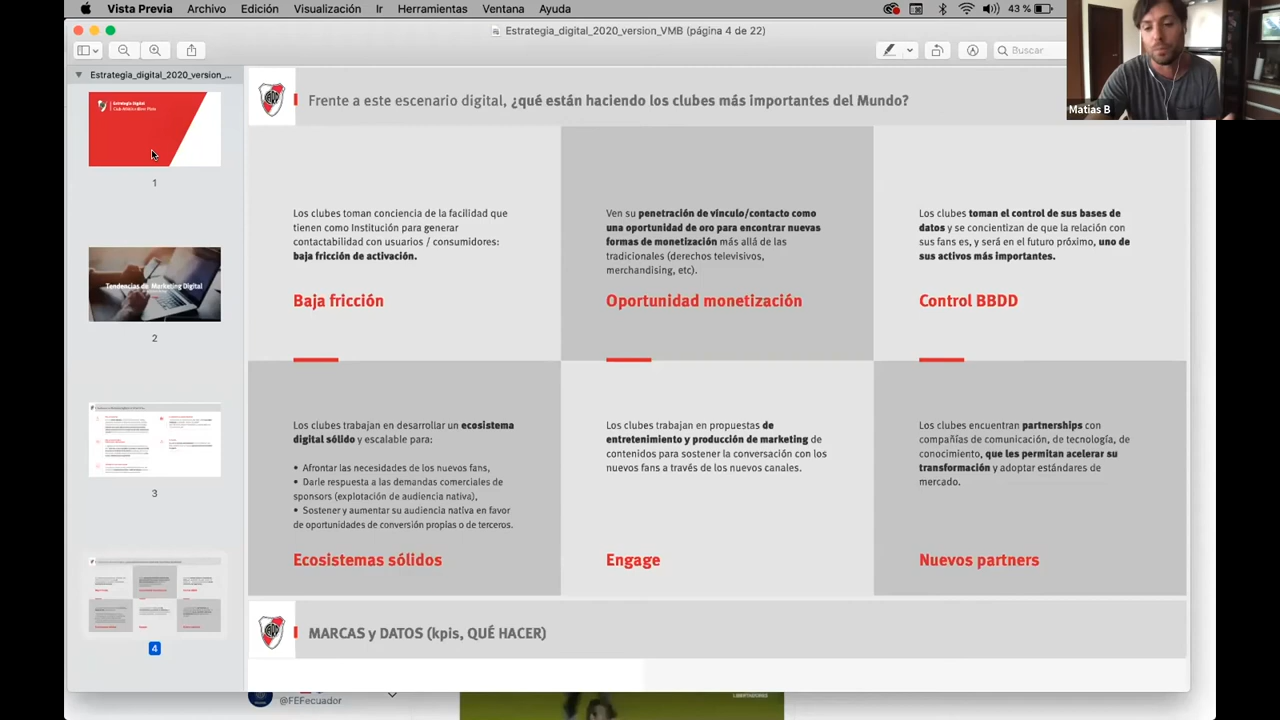 Vista Previa Archivo Edición Visualización Ir Herramientas Ventana Ayuda 43 %
Estrategia_digital_2020_version_VMB (página 4 de 22)
Buscar
Matias B
Estrategia_digital_2020_version_...
Estrategia Digital
Club Atlético River Plate
1
Tendencias de Marketing Digital
2
3
4
Frente a este escenario digital, ¿qué están haciendo los clubes más importantes del Mundo?
Los clubes toman conciencia de la facilidad que
tienen como Institución para generar
contactabilidad con usuarios / consumidores:
baja fricción de activación.
Baja fricción
Ven su penetración de vínculo/contacto como
una oportunidad de oro para encontrar nuevas
formas de monetización más allá de las
tradicionales (derechos televisivos,
merchandising, etc).
Oportunidad monetización
Los clubes toman el control de sus bases de
datos y se concientizan de que la relación con
sus fans es, y será en el futuro próximo, uno de
sus activos más importantes.
Control BBDD
Los clubes trabajan en desarrollar un ecosistema
digital sólido y escalable para:
• Afrontar las necesidades de los nuevos fans,
• Darle respuesta a las demandas comerciales de
sponsors (explotación de audiencia nativa),
• Sostener y aumentar su audiencia nativa en favor
de oportunidades de conversión propias o de terceros.
Ecosistemas sólidos
Los clubes trabajan en propuestas de
entretenimiento y producción de marketing de
contenidos para sostener la conversación con los
nuevos fans a través de los nuevos canales.
Engage
Los clubes encuentran partnerships con
compañías de comunicación, de tecnología, de
conocimiento, que les permitan acelerar su
transformación y adoptar estándares de
mercado.
Nuevos partners
MARCAS y DATOS (kpis, QUÉ HACER)
@FEFecuador
LIBERTADORES